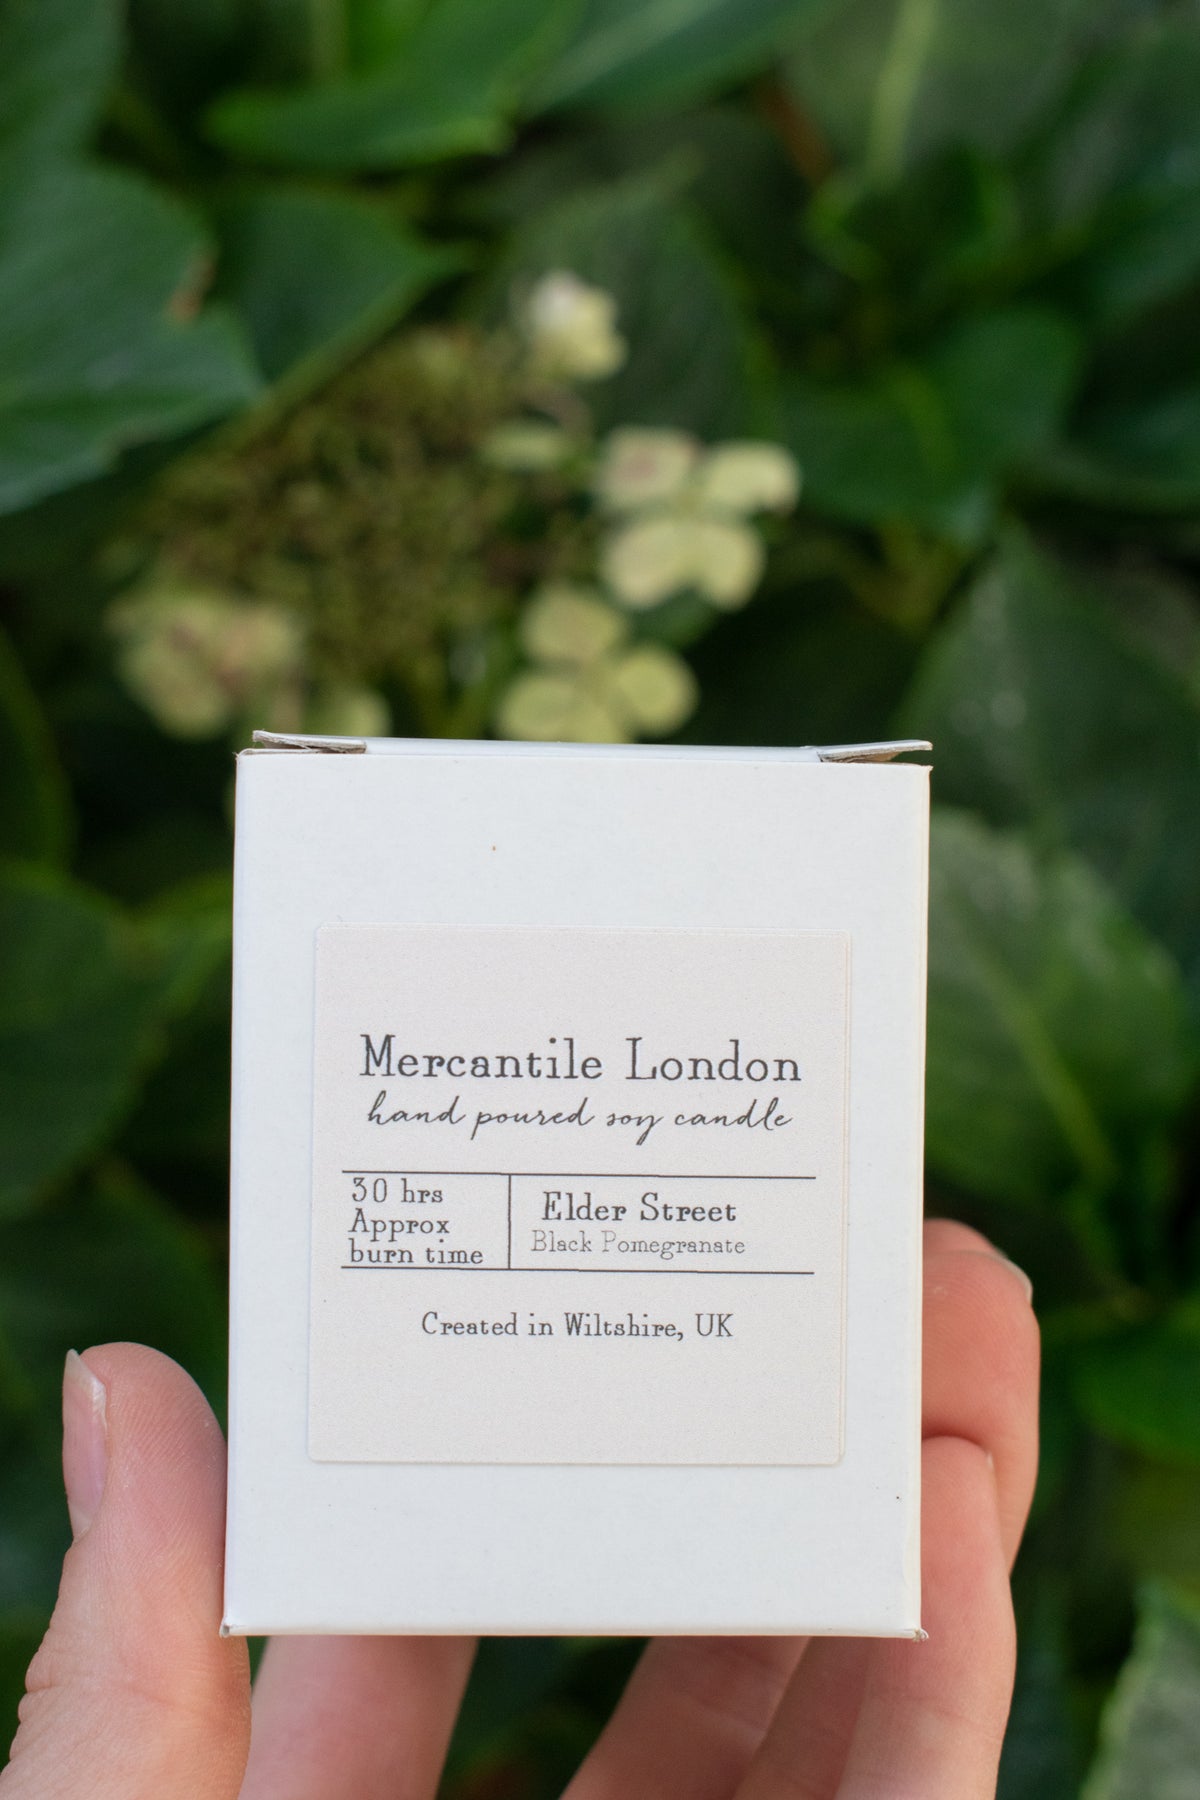 Mercantile London
hand poured soy candle
30 hrs
Approx
burn time
Elder Street
Black Pomegranate
Created in Wiltshire, UK